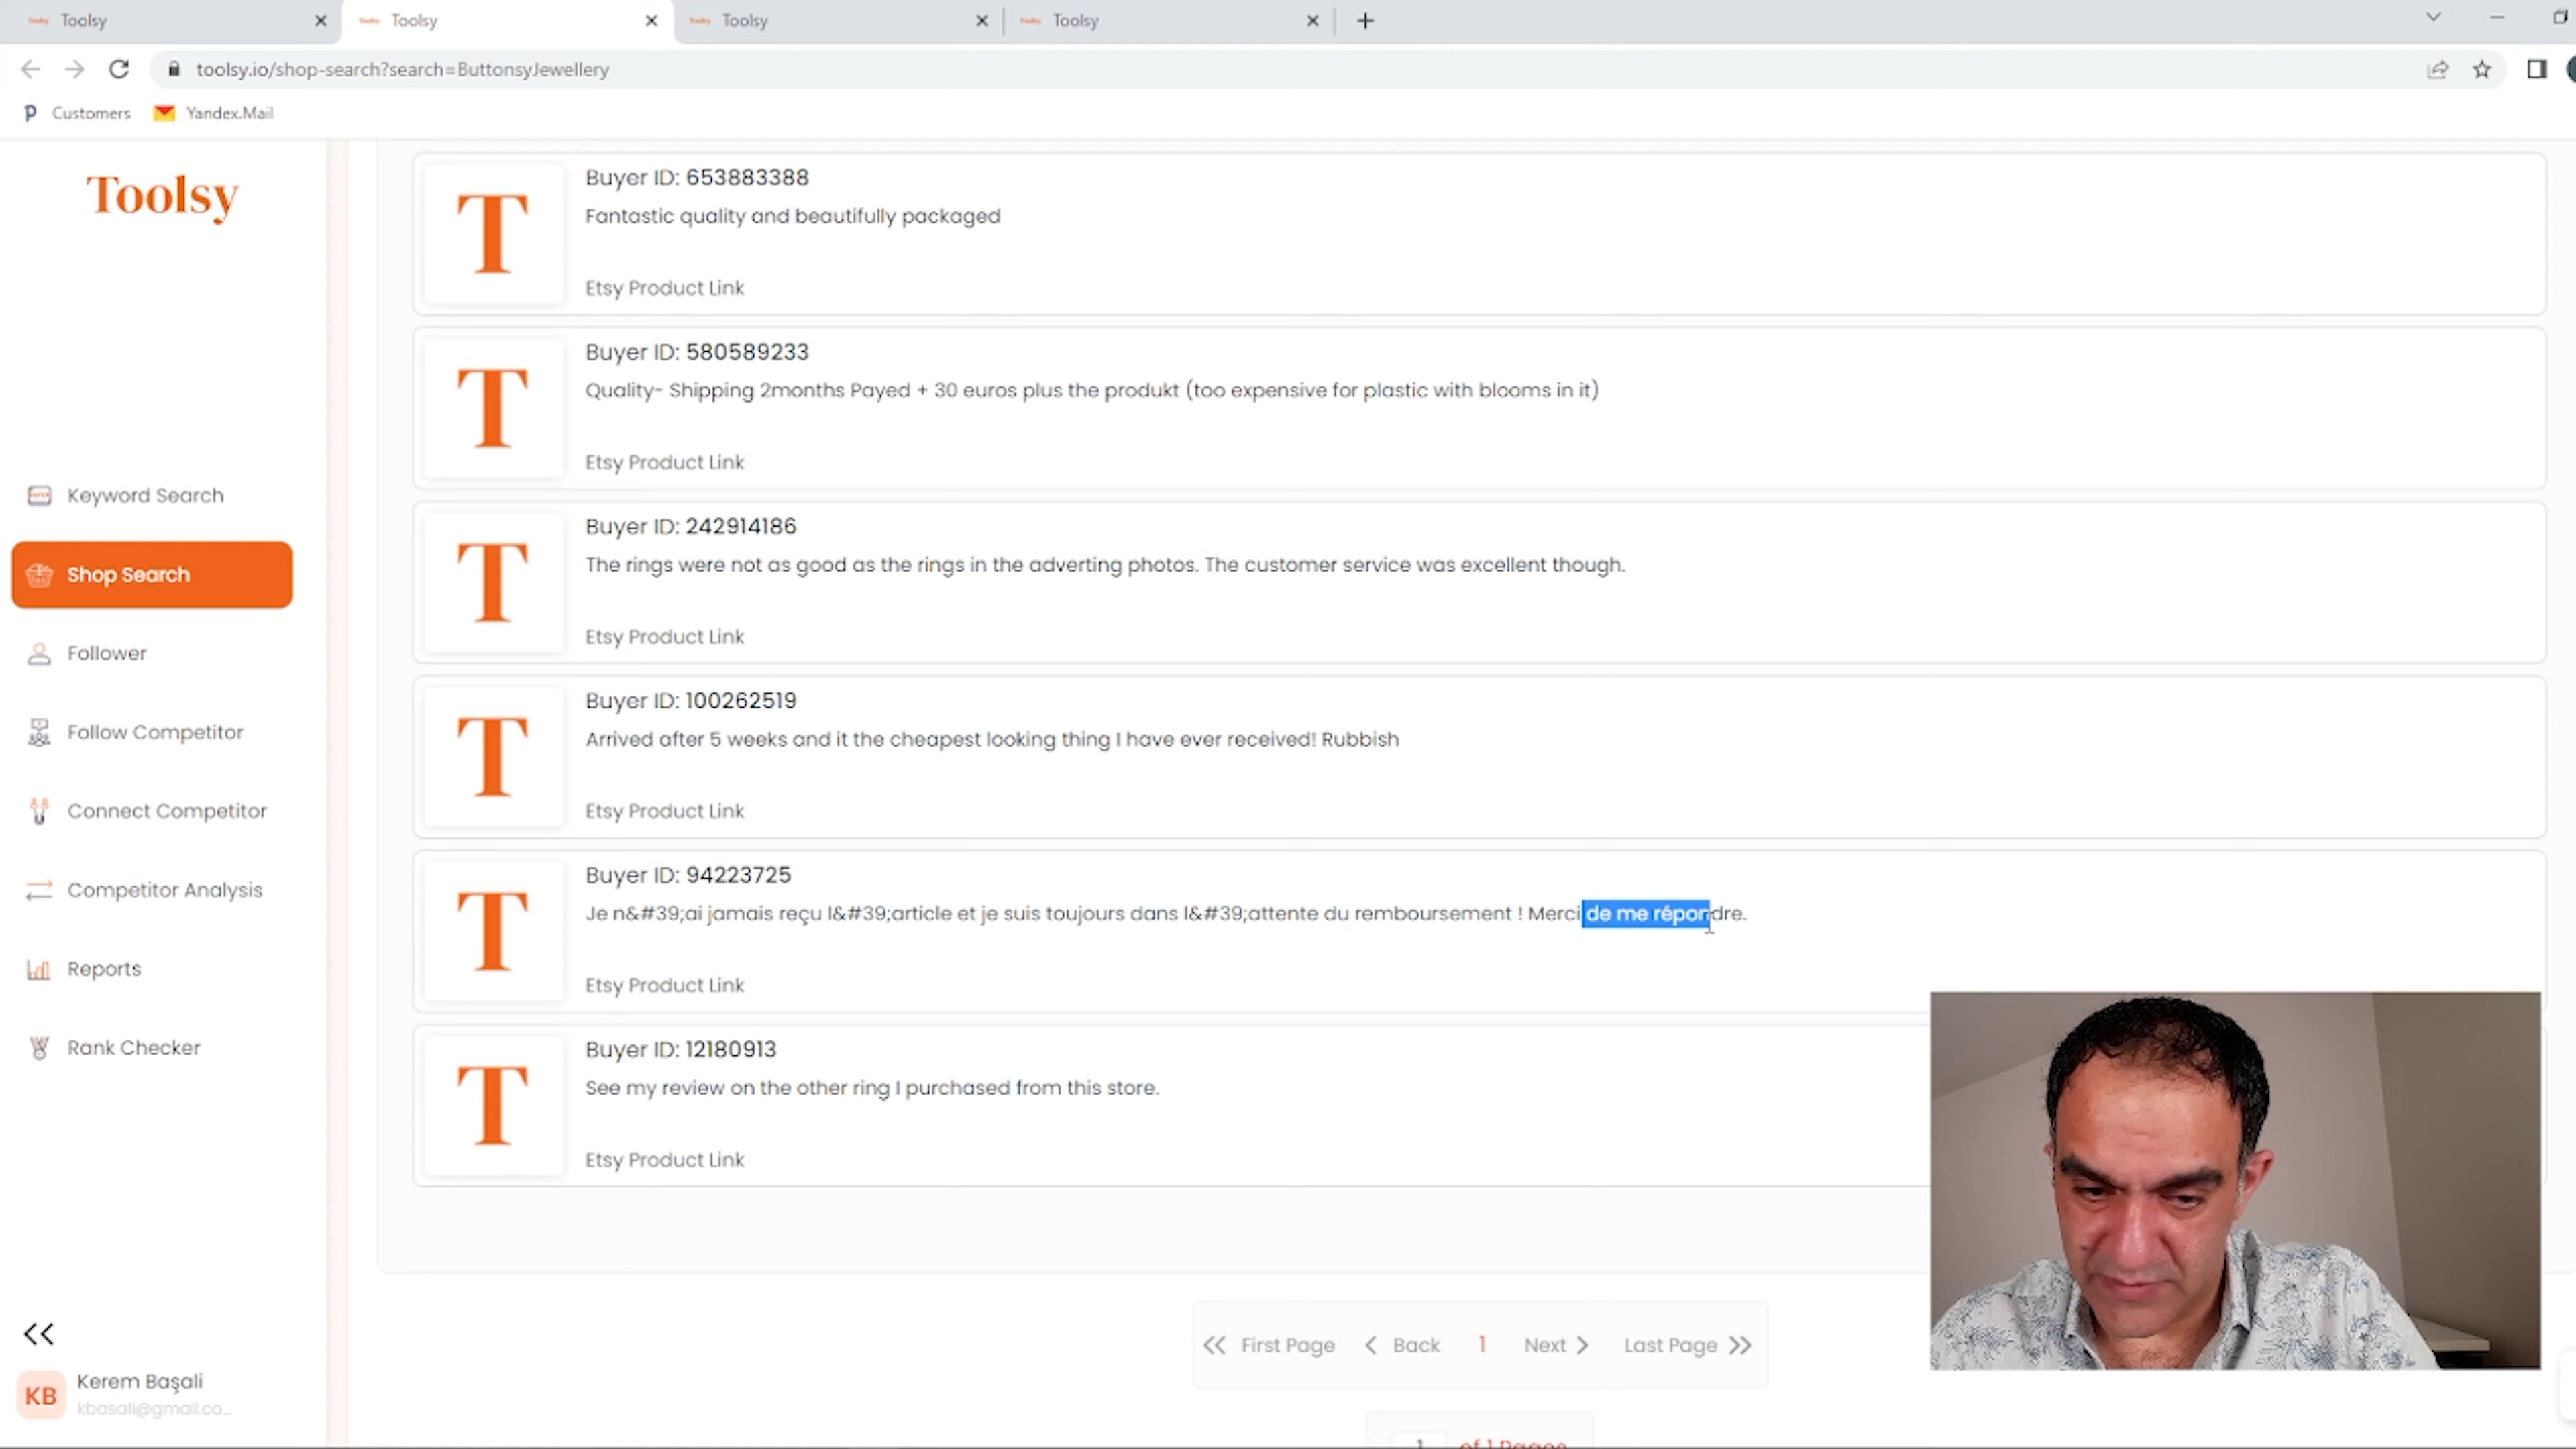 Toolsy
Toolsy
Toolsy
Toolsy
toolsy.io/shop-search?search=ButtonsyJewellery
Customers
Yandex.Mail
Toolsy
Keyword Search
Shop Search
Follower
Follow Competitor
Connect Competitor
Competitor Analysis
Reports
Rank Checker
KB
Kerem Başali
kbasali@gmail.co...
T
Buyer ID: 653883388
Fantastic quality and beautifully packaged
Etsy Product Link
T
Buyer ID: 580589233
Quality- Shipping 2months Payed + 30 euros plus the produkt (too expensive for plastic with blooms in it)
Etsy Product Link
T
Buyer ID: 242914186
The rings were not as good as the rings in the adverting photos. The customer service was excellent though.
Etsy Product Link
T
Buyer ID: 100262519
Arrived after 5 weeks and it the cheapest looking thing I have ever received! Rubbish
Etsy Product Link
T
Buyer ID: 94223725
Je n&#39;ai jamais reçu l&#39;article et je suis toujours dans l&#39;attente du remboursement ! Merci de me répondre.
Etsy Product Link
T
Buyer ID: 12180913
See my review on the other ring I purchased from this store.
Etsy Product Link
First Page Back 1 Next Last Page
1 of 1 Pages